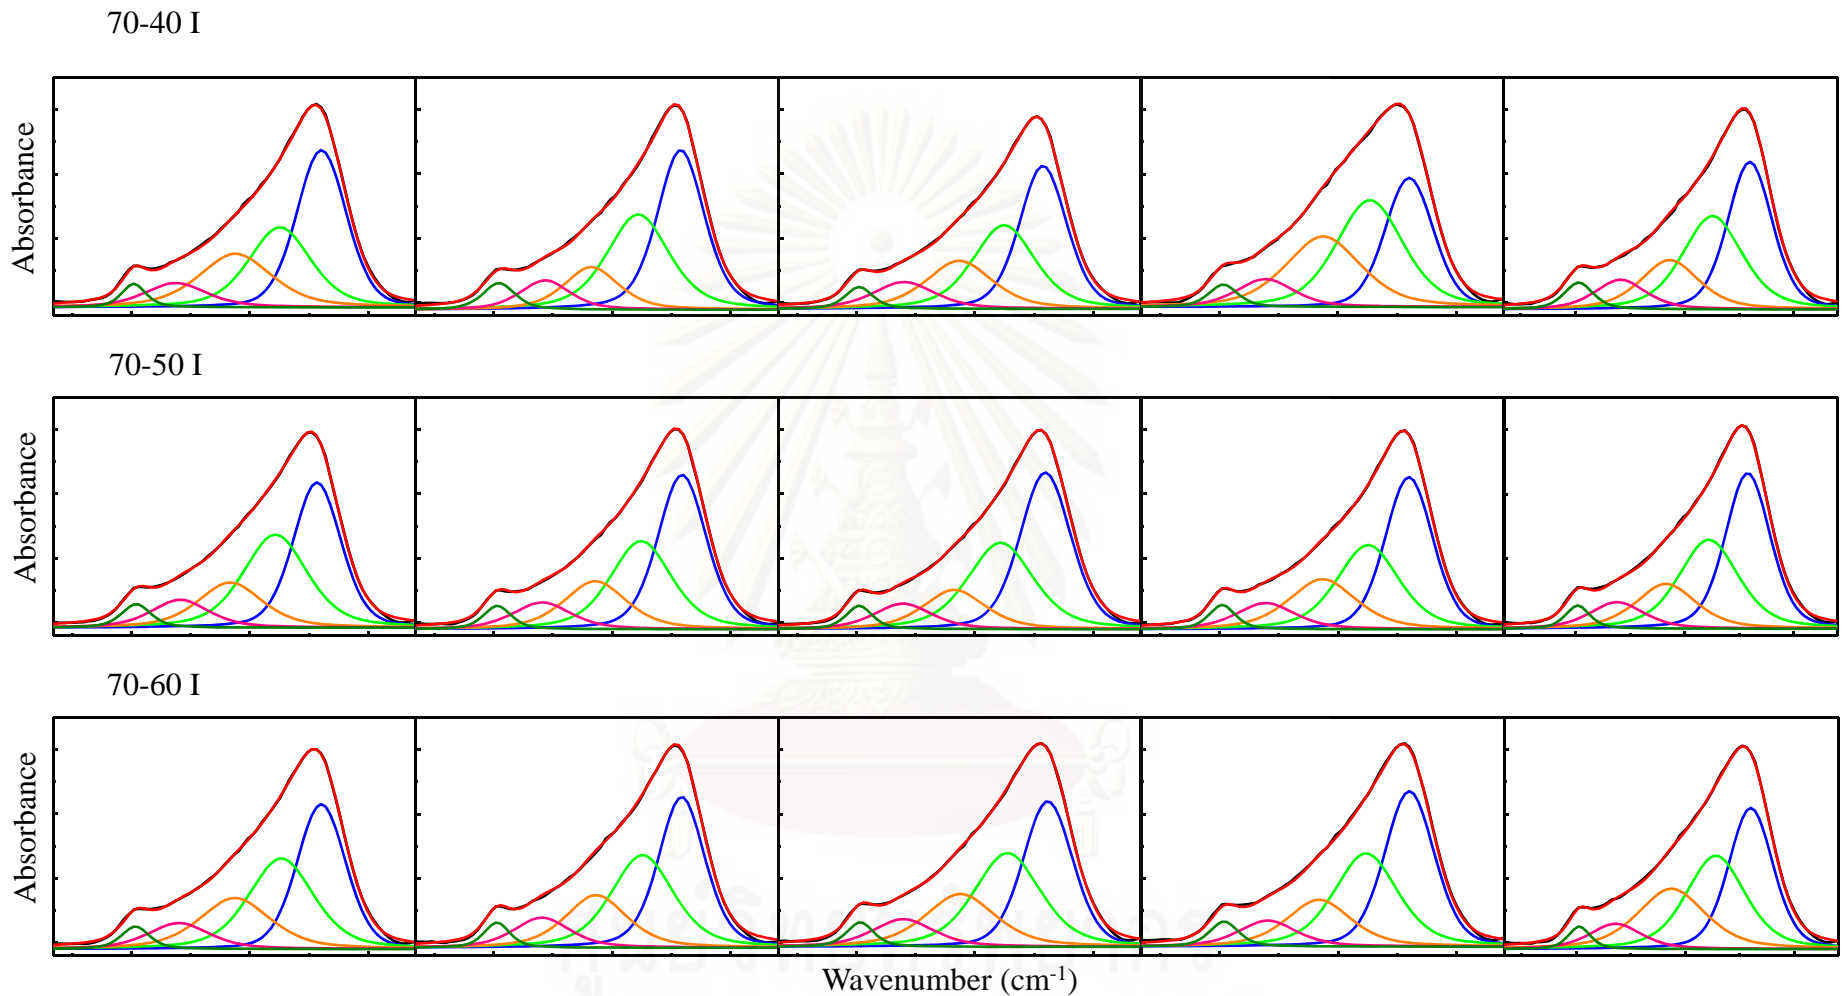 70-40 I
Absorbance
70-50 I
Absorbance
70-60 I
Absorbance
Wavenumber (cm⁻¹)